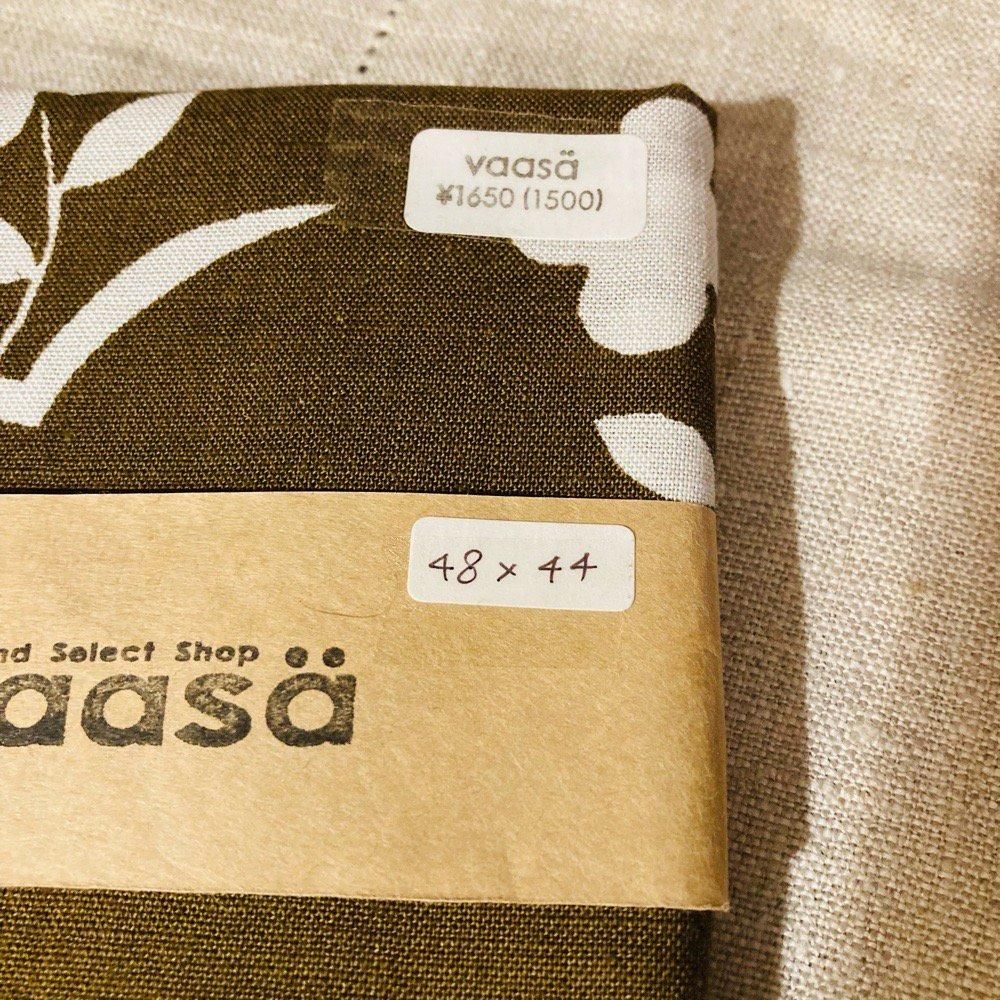 vaasä
¥1650 (1500)
48 × 44
Select Shop
aasä